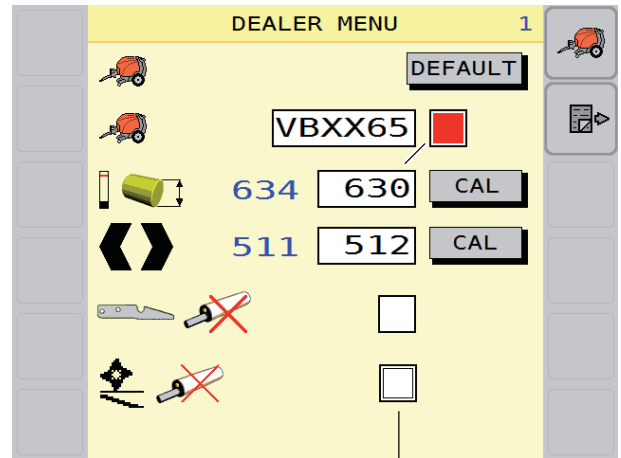 DEALER MENU 1
DEFAULT
VBXX65
634 630 CAL
511 512 CAL